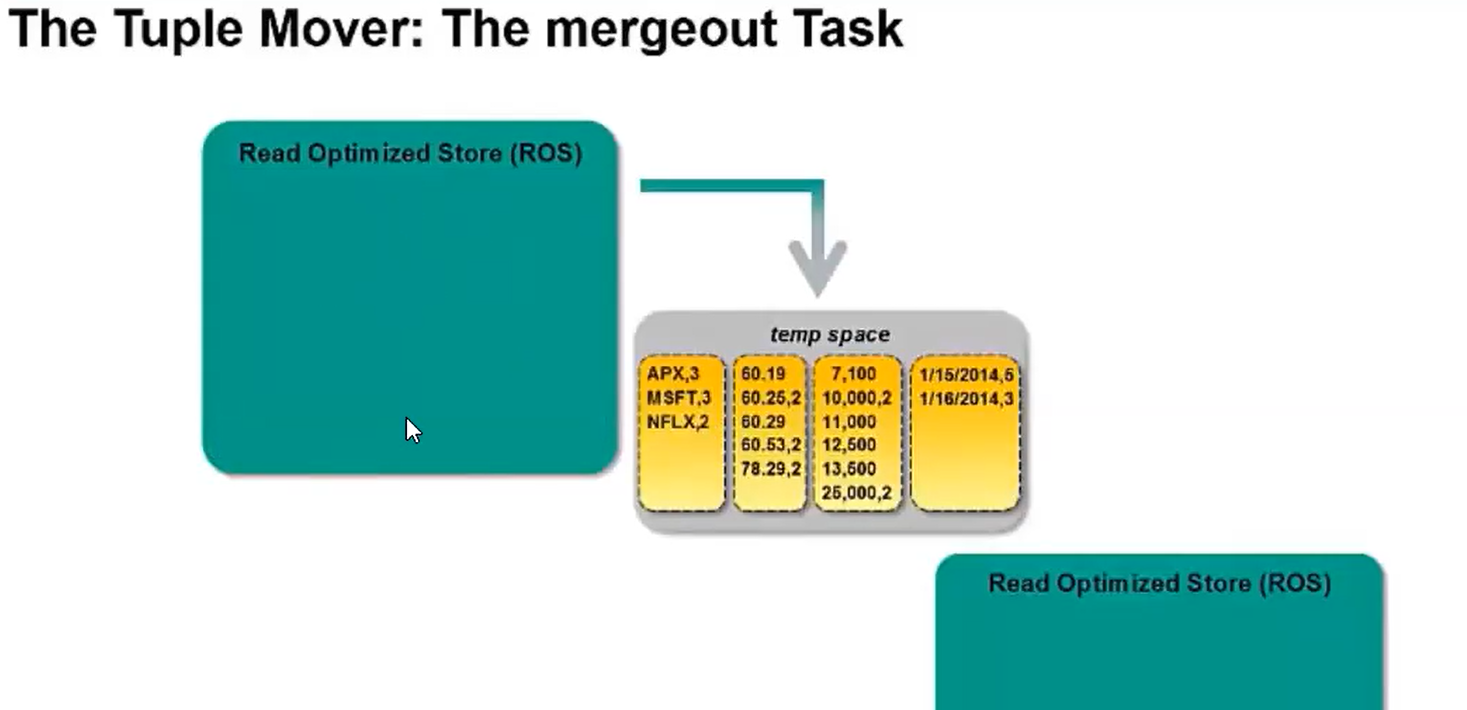 The Tuple Mover: The mergeout Task
Read Optimized Store (ROS)
temp space
APX,3
MSFT,3
NFLX,2
60.19
60.25,2
60.29
60.53,2
78.29,2
7,100
10,000,2
11,000
12,500
13,500
25,000,2
1/15/2014,5
1/16/2014,3
Read Optimized Store (ROS)